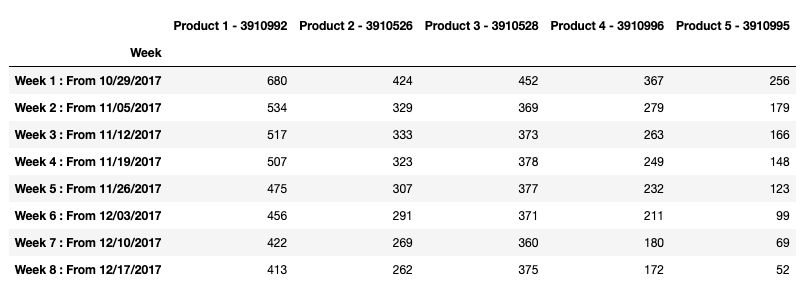 Product 1 - 3910992 Product 2 - 3910526 Product 3 - 3910528 Product 4 - 3910996 Product 5 - 3910995
Week
Week 1 : From 10/29/2017 680 424 452 367 256
Week 2 : From 11/05/2017 534 329 369 279 179
Week 3 : From 11/12/2017 517 333 373 263 166
Week 4 : From 11/19/2017 507 323 378 249 148
Week 5 : From 11/26/2017 475 307 377 232 123
Week 6 : From 12/03/2017 456 291 371 211 99
Week 7 : From 12/10/2017 422 269 360 180 69
Week 8 : From 12/17/2017 413 262 375 172 52